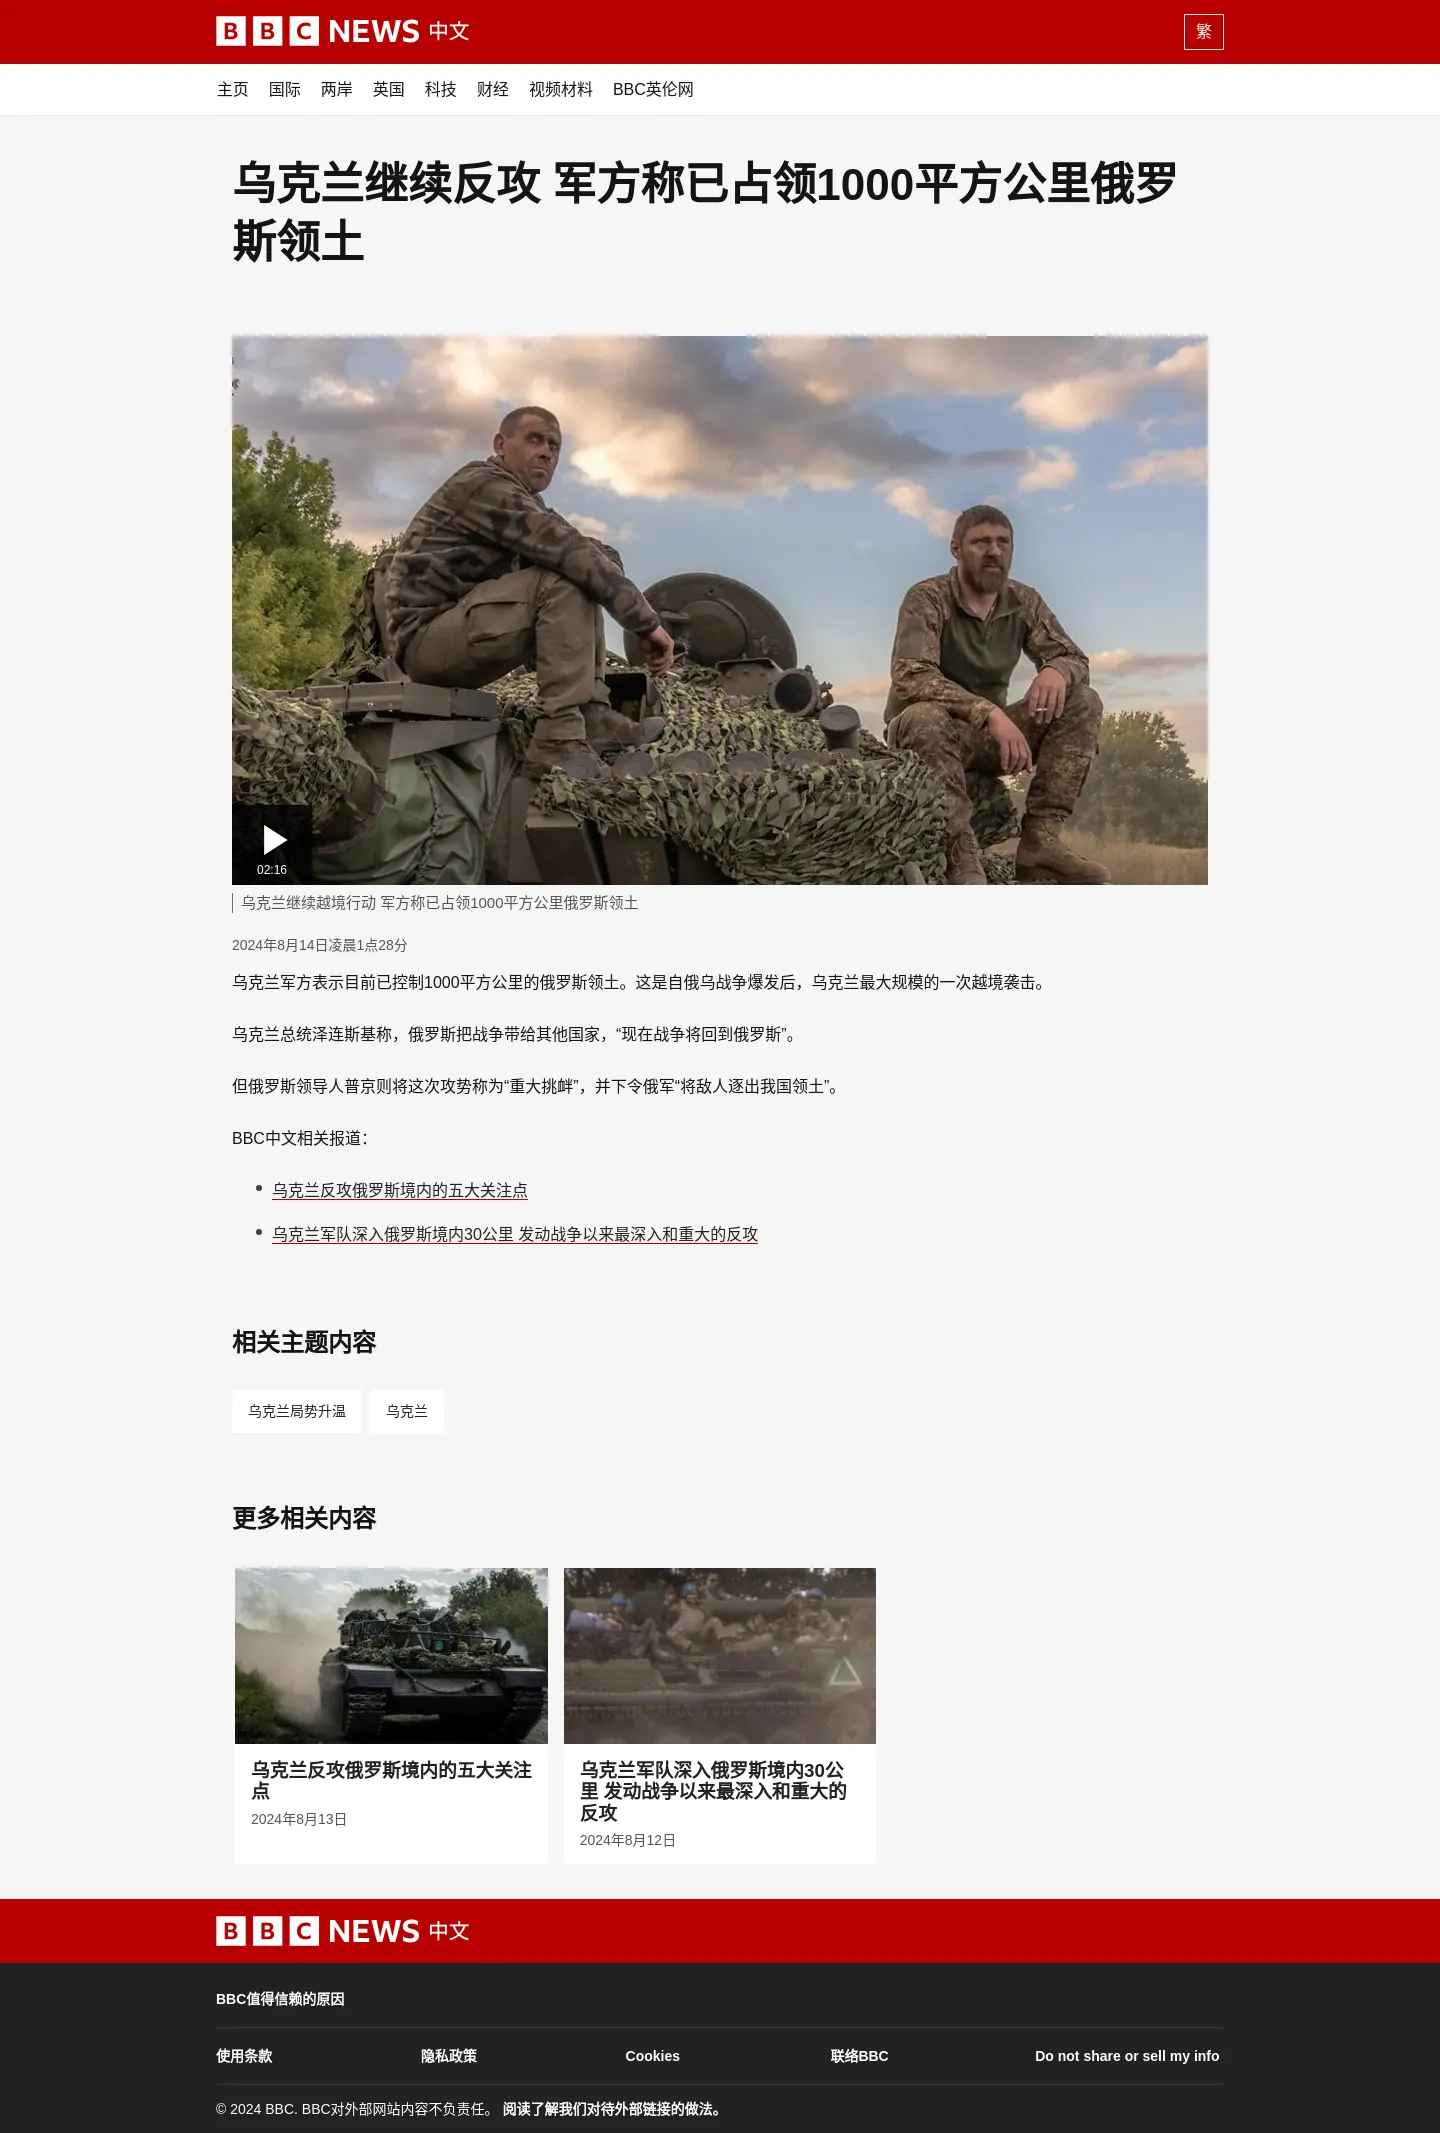 BBC NEWS 中文
繁
主页 国际 两岸 英国 科技 财经 视频材料 BBC英伦网
乌克兰继续反攻 军方称已占领1000平方公里俄罗
斯领土
02:16
乌克兰继续越境行动 军方称已占领1000平方公里俄罗斯领土
2024年8月14日凌晨1点28分
乌克兰军方表示目前已控制1000平方公里的俄罗斯领土。这是自俄乌战争爆发后，乌克兰最大规模的一次越境袭击。
乌克兰总统泽连斯基称，俄罗斯把战争带给其他国家，“现在战争将回到俄罗斯”。
但俄罗斯领导人普京则将这次攻势称为“重大挑衅”，并下令俄军“将敌人逐出我国领土”。
BBC中文相关报道：
乌克兰反攻俄罗斯境内的五大关注点
乌克兰军队深入俄罗斯境内30公里 发动战争以来最深入和重大的反攻
相关主题内容
乌克兰局势升温 乌克兰
更多相关内容
乌克兰反攻俄罗斯境内的五大关注
点
2024年8月13日
乌克兰军队深入俄罗斯境内30公
里 发动战争以来最深入和重大的
反攻
2024年8月12日
BBC NEWS 中文
BBC值得信赖的原因
使用条款 隐私政策 Cookies 联络BBC Do not share or sell my info
© 2024 BBC. BBC对外部网站内容不负责任。 阅读了解我们对待外部链接的做法。